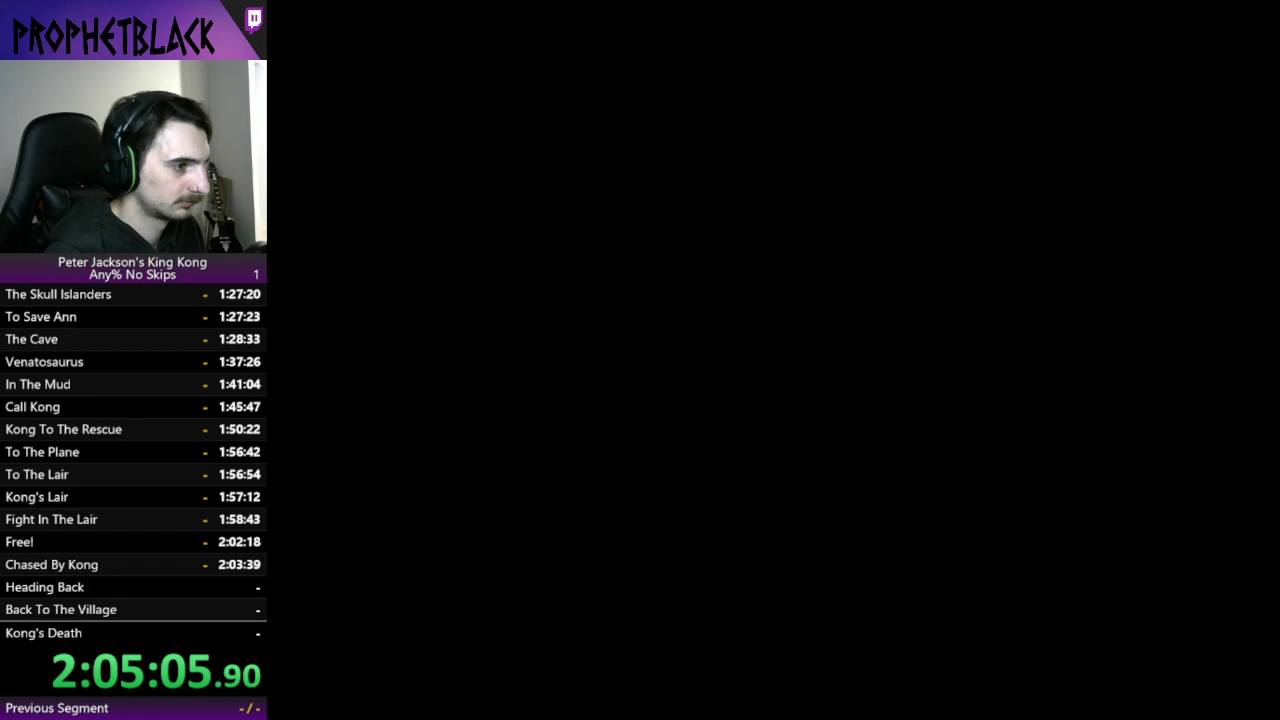 PROPHETBLACK
Peter Jackson's King Kong
Any% No Skips 1
The Skull Islanders - 1:27:20
To Save Ann - 1:27:23
The Cave - 1:28:33
Venatosaurus - 1:37:26
In The Mud - 1:41:04
Call Kong - 1:45:47
Kong To The Rescue - 1:50:22
To The Plane - 1:56:42
To The Lair - 1:56:54
Kong's Lair - 1:57:12
Fight In The Lair - 1:58:43
Free! - 2:02:18
Chased By Kong - 2:03:39
Heading Back -
Back To The Village -
Kong's Death -
2:05:05.90
Previous Segment - / -